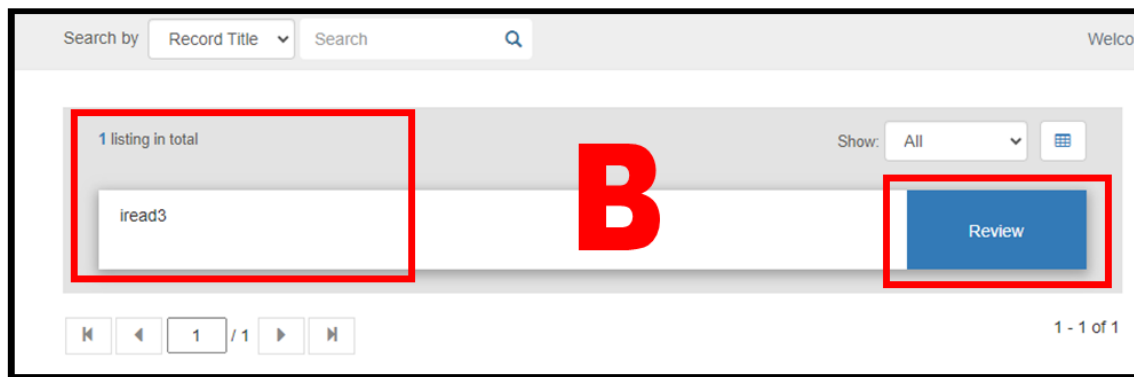 Search by Record Title Search Welco
1 listing in total Show: All
B
iread3 Review
1 / 1 1 - 1 of 1